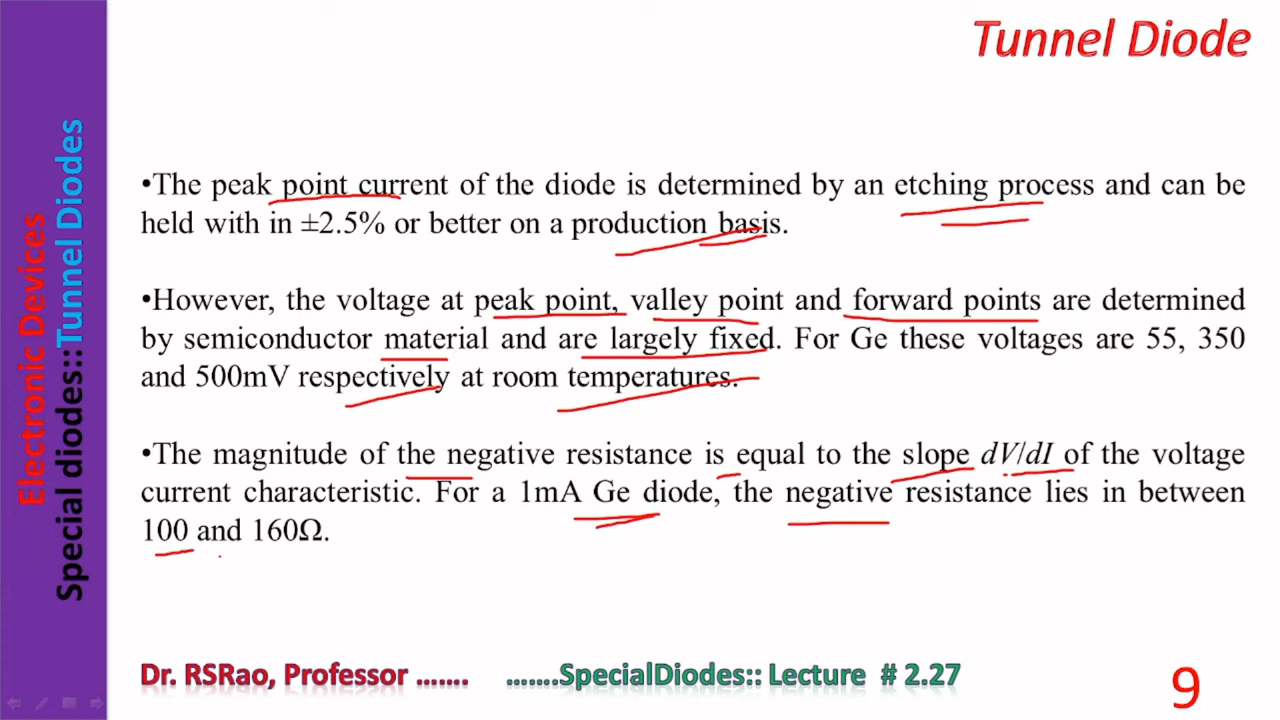 Tunnel Diode
Electronic Devices
Special diodes::Tunnel Diodes
•The peak point current of the diode is determined by an etching process and can be
held with in ±2.5% or better on a production basis.
•However, the voltage at peak point, valley point and forward points are determined
by semiconductor material and are largely fixed. For Ge these voltages are 55, 350
and 500mV respectively at room temperatures.
•The magnitude of the negative resistance is equal to the slope dV/dI of the voltage
current characteristic. For a 1mA Ge diode, the negative resistance lies in between
100 and 160Ω.
Dr. RSRao, Professor ....... .......SpecialDiodes:: Lecture # 2.27
9